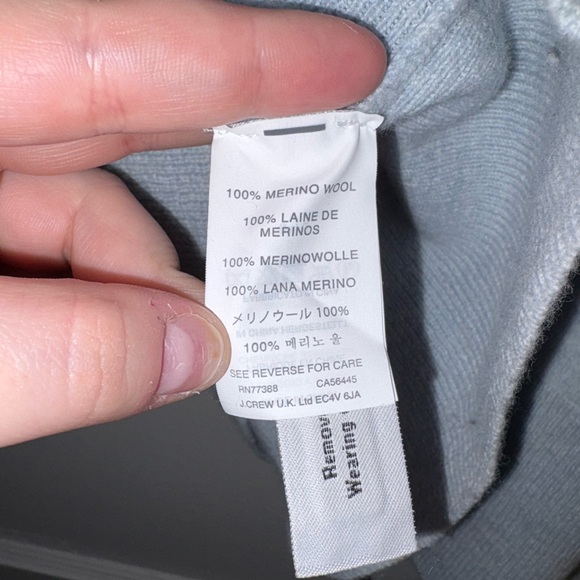 100% MERINO WOOL
100% LAINE DE
MERINOS
100% MERINOWOLLE
100% LANA MERINO
メリノウール 100%
100% 메리노 울
SEE REVERSE FOR CARE
RN77388 CA56445
J.CREW U.K. Ltd EC4V 6JA
Remov
Wearing